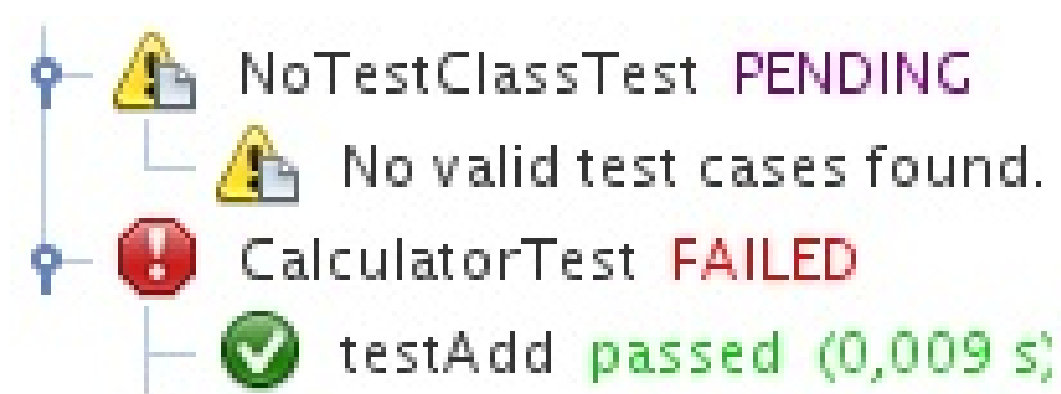 NoTestClassTest PENDING
No valid test cases found.
CalculatorTest FAILED
testAdd passed (0,009 s)